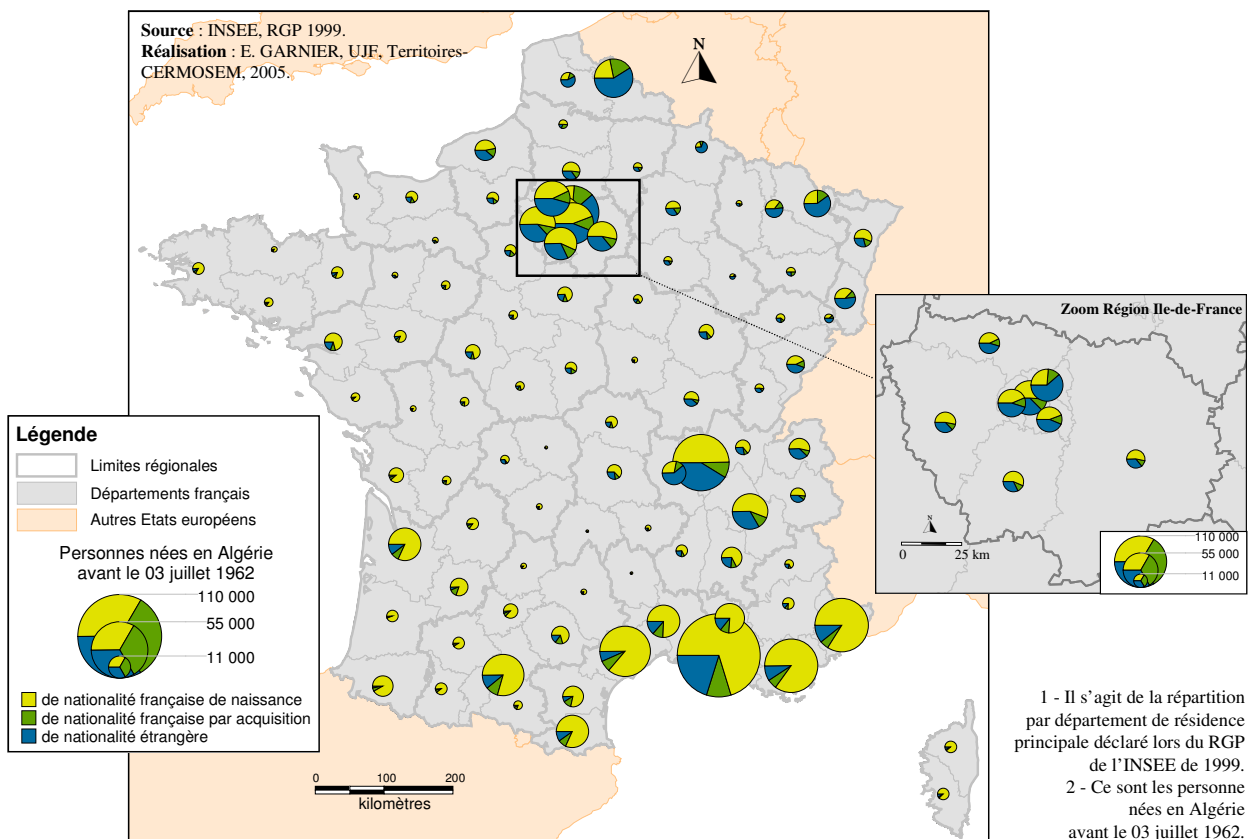 Source : INSEE, RGP 1999.
Réalisation : E. GARNIER, UJF, Territoires-
CERMOSEM, 2005.
N
Zoom Région Ile-de-France
N
0 25 km
110 000
55 000
11 000
Légende
Limites régionales
Départements français
Autres Etats européens
Personnes nées en Algérie
avant le 03 juillet 1962
110 000
55 000
11 000
de nationalité française de naissance
de nationalité française par acquisition
de nationalité étrangère
0 100 200
kilomètres
1 - Il s’agit de la répartition
par département de résidence
principale déclaré lors du RGP
de l’INSEE de 1999.
2 - Ce sont les personne
nées en Algérie
avant le 03 juillet 1962.